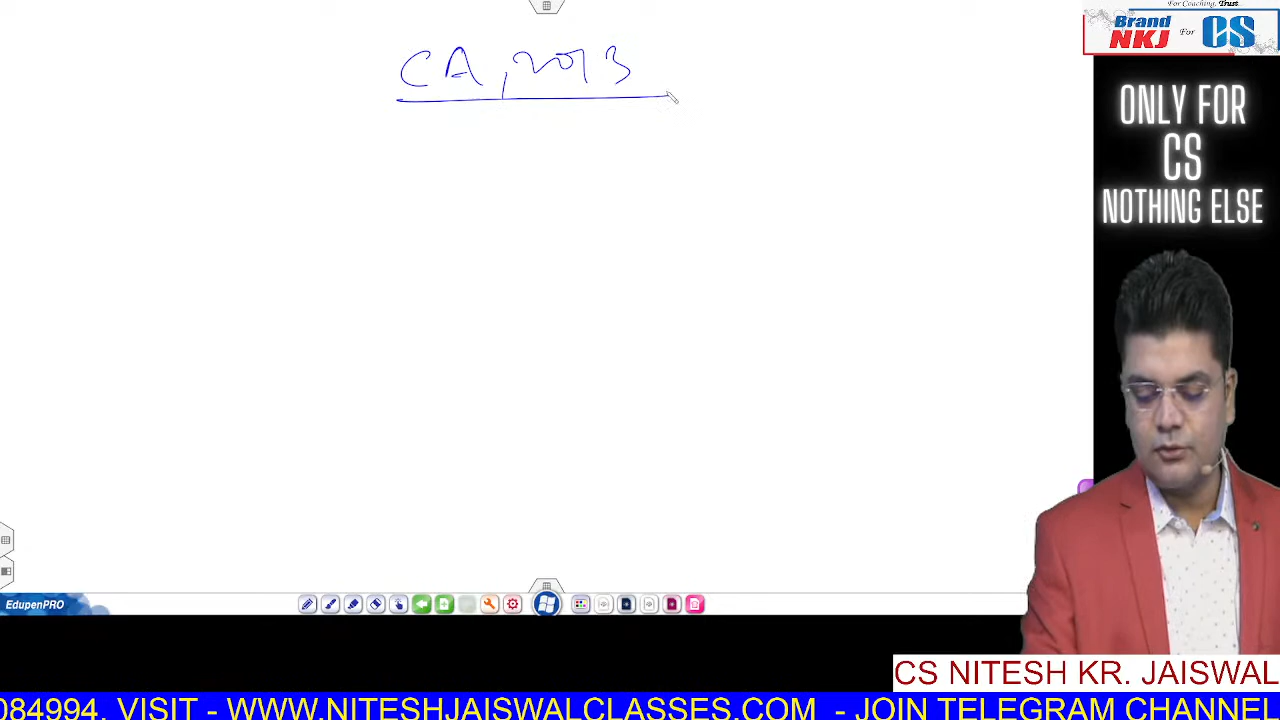 For Coaching, Trust
Brand
NKJ
For
CS
CA, 2013
ONLY FOR
CS
NOTHING ELSE
EdupenPRO
CS NITESH KR. JAISWAL
084994. VISIT - WWW.NITESHJAISWALCLASSES.COM - JOIN TELEGRAM CHANNEL